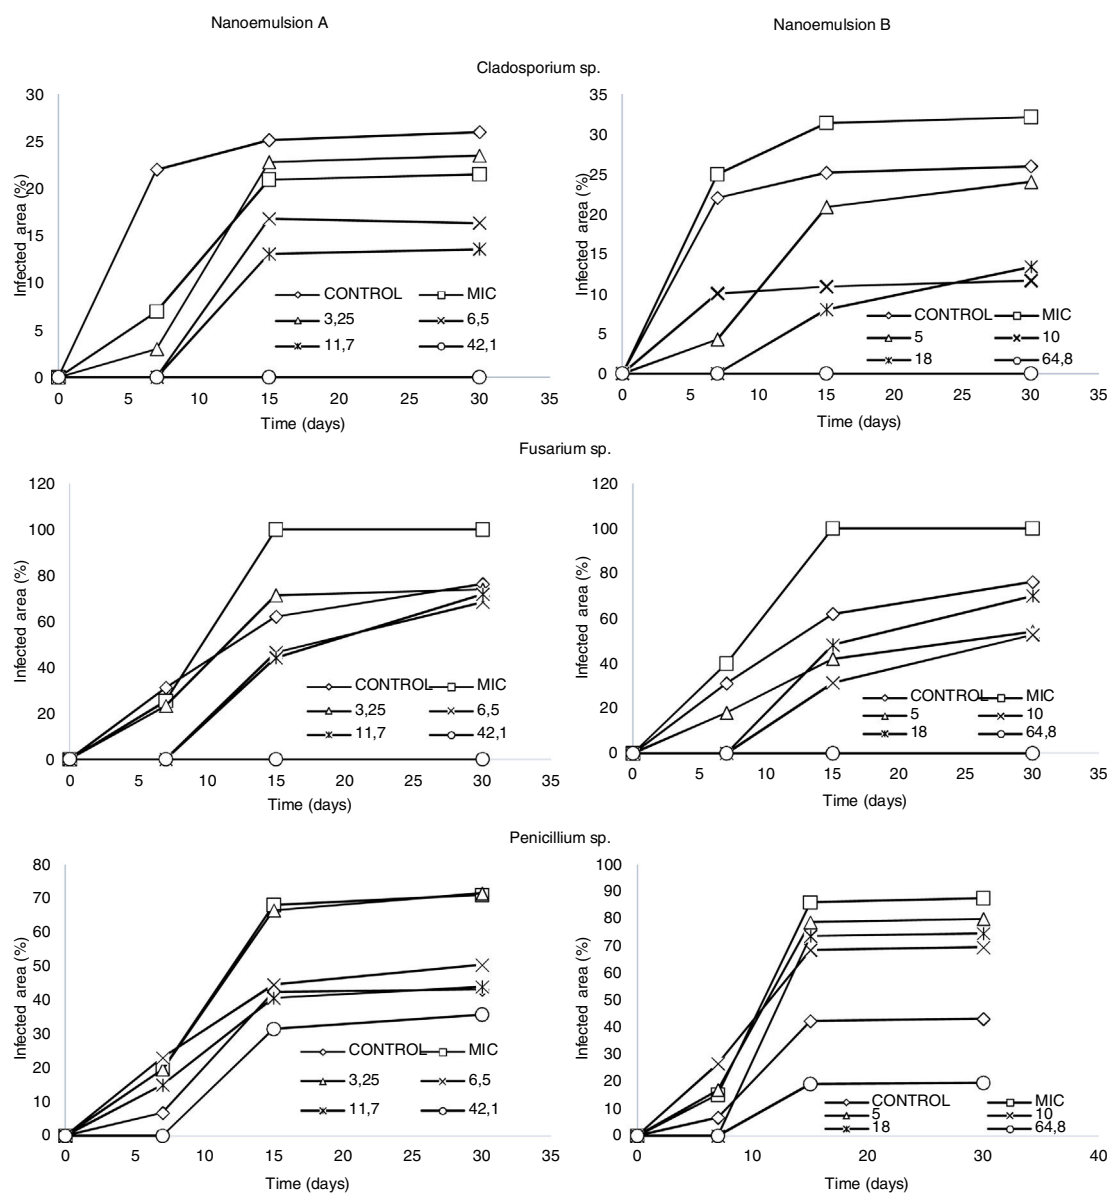 Nanoemulsion A
Nanoemulsion B
Cladosporium sp.
30
25
20
15
10
5
0
Infected area (%)
CONTROL MIC
3,25 6,5
11,7 42,1
0 5 10 15 20 25 30 35
Time (days)
35
30
25
20
15
10
5
0
Infected area (%)
CONTROL MIC
5 10
18 64,8
0 5 10 15 20 25 30 35
Time (days)
Fusarium sp.
120
100
80
60
40
20
0
Infected area (%)
CONTROL MIC
3,25 6,5
11,7 42,1
0 5 10 15 20 25 30 35
Time (days)
120
100
80
60
40
20
0
Infected area (%)
CONTROL MIC
5 10
18 64,8
0 5 10 15 20 25 30 35
Time (days)
Penicillium sp.
80
70
60
50
40
30
20
10
0
Infected area (%)
CONTROL MIC
3,25 6,5
11,7 42,1
0 5 10 15 20 25 30 35
Time (days)
100
90
80
70
60
50
40
30
20
10
0
Infected area (%)
CONTROL MIC
5 10
18 64,8
0 10 20 30 40
Time (days)